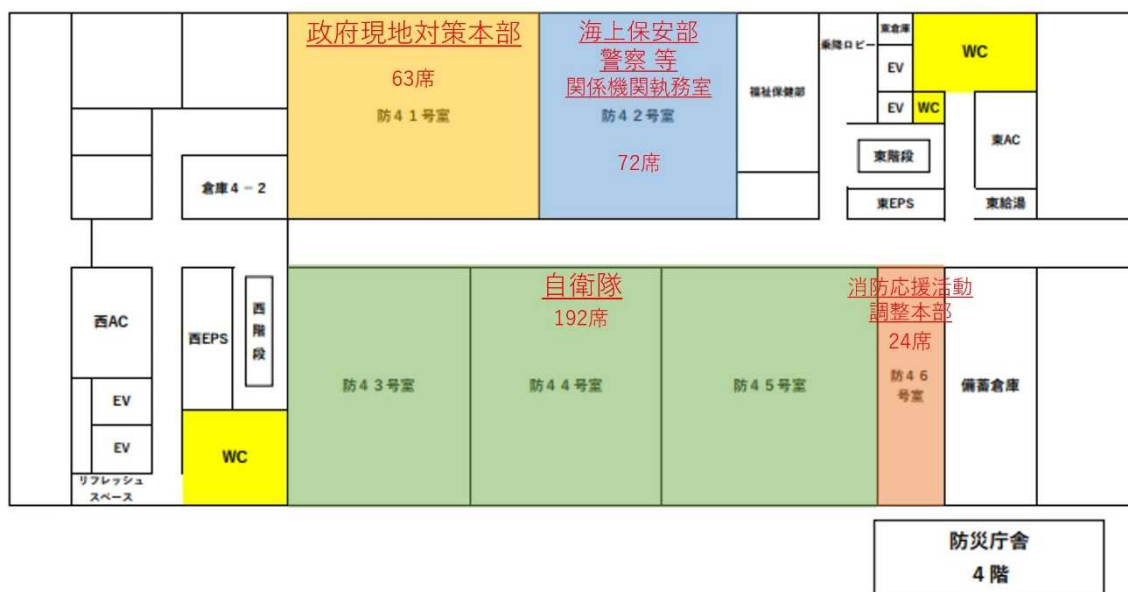 政府現地対策本部
63席
防41号室
海上保安部
警察 等
関係機関執務室
防42号室
72席
福祉保健部
乗降ロビー
東倉庫
EV
EV
WC
WC
東階段
東EPS
東AC
東給湯
倉庫4-2
西AC
西EPS
西階段
EV
EV
リフレッシュ
スペース
WC
自衛隊
192席
防43号室
防44号室
防45号室
消防応援活動
調整本部
24席
防46
号室
備蓄倉庫
防災庁舎
4階